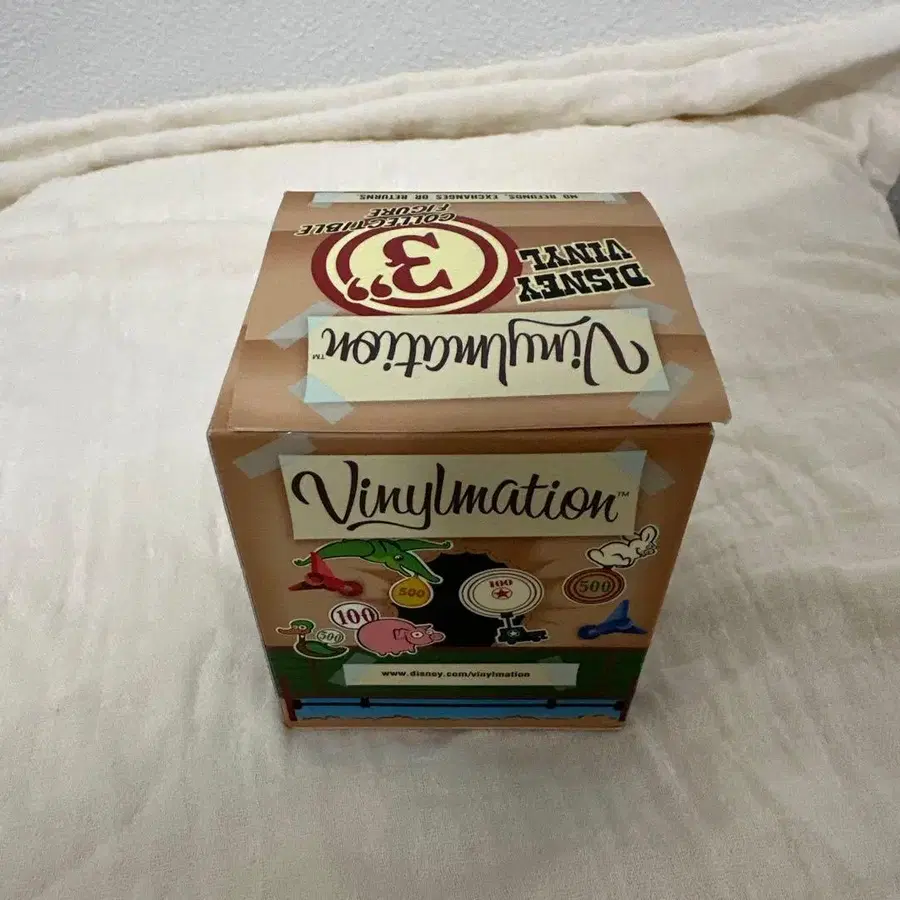 NO REFUNDS, EXCHANGES OR RETURNS.
DISNEY
VINYL
3"
COLLECTIBLE
FIGURE
Vinylmation™
Vinylmation™
500
100
500
100
500
www.disney.com/vinylmation